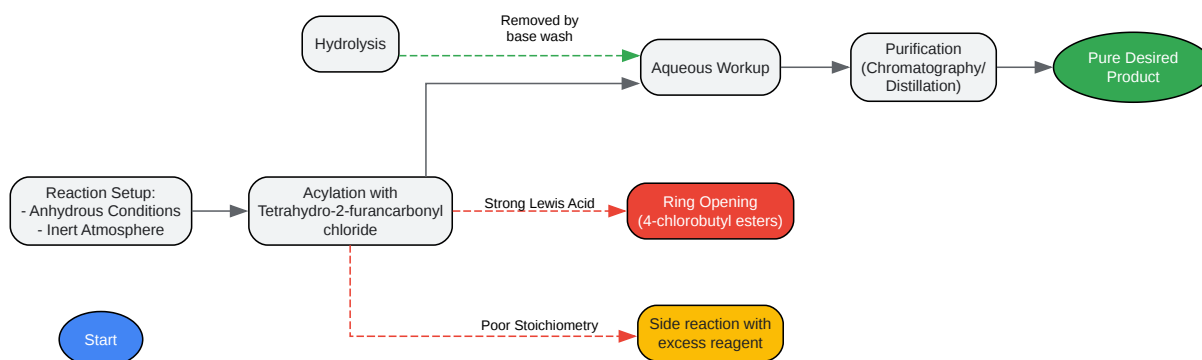 Hydrolysis
Removed by
base wash
Aqueous Workup
Purification
(Chromatography/
Distillation)
Pure Desired
Product
Reaction Setup:
- Anhydrous Conditions
- Inert Atmosphere
Acylation with
Tetrahydro-2-furancarbonyl
chloride
Strong Lewis Acid
Ring Opening
(4-chlorobutyl esters)
Start
Poor Stoichiometry
Side reaction with
excess reagent